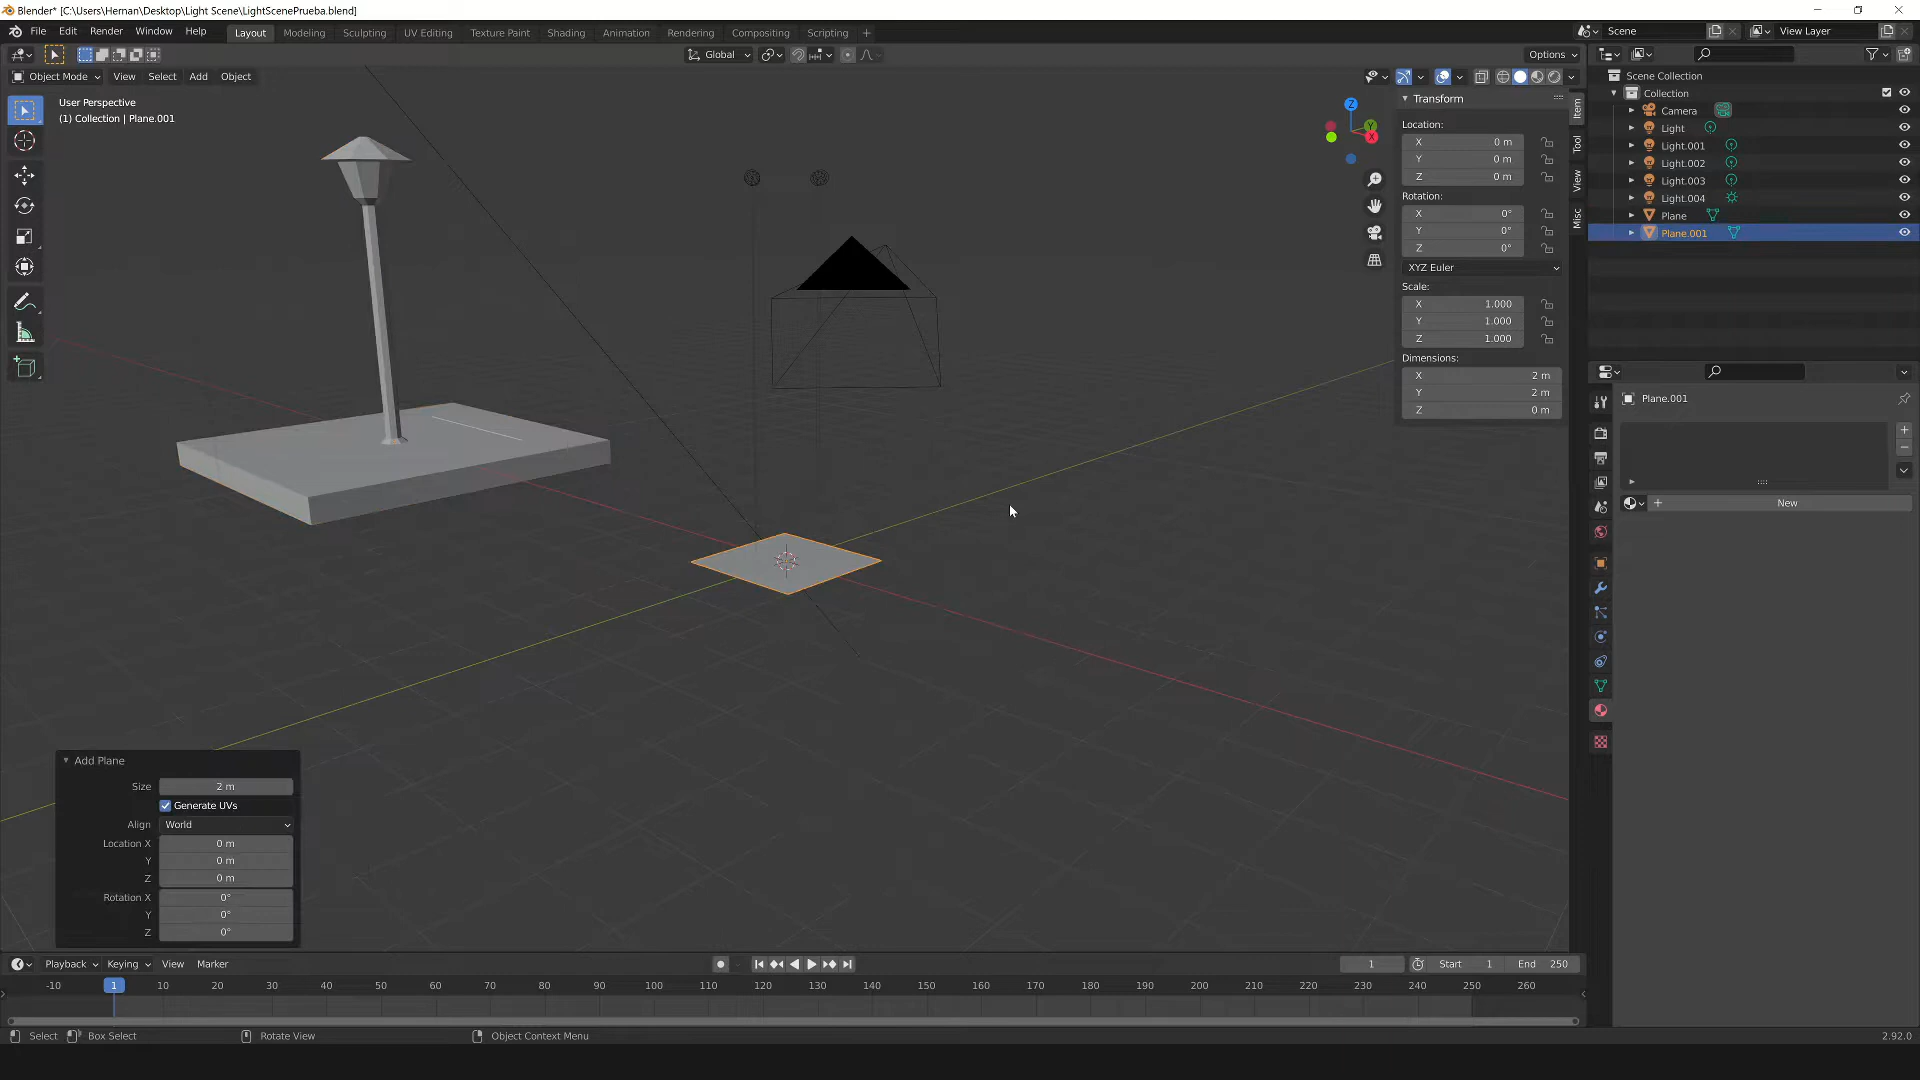 Blender* [C:\Users\Hernan\Desktop\Light Scene\LightScenePrueba.blend]
File Edit Render Window Help Layout Modeling Sculpting UV Editing Texture Paint Shading Animation Rendering Compositing Scripting + Scene View Layer
Global Options
Object Mode View Select Add Object
User Perspective
(1) Collection | Plane.001
Z
Y
X
Transform
Location:
X 0 m
Y 0 m
Z 0 m
Rotation:
X 0°
Y 0°
Z 0°
XYZ Euler
Scale:
X 1.000
Y 1.000
Z 1.000
Dimensions:
X 2 m
Y 2 m
Z 0 m
Item
Tool
View
Misc
Scene Collection
Collection
Camera
Light
Light.001
Light.002
Light.003
Light.004
Plane
Plane.001
Plane.001
+ New
Add Plane
Size 2 m
Generate UVs
Align World
Location X 0 m
Y 0 m
Z 0 m
Rotation X 0°
Y 0°
Z 0°
Playback Keying View Marker 1 Start 1 End 250
-10 1 10 20 30 40 50 60 70 80 90 100 110 120 130 140 150 160 170 180 190 200 210 220 230 240 250 260
Select Box Select Rotate View Object Context Menu 2.92.0